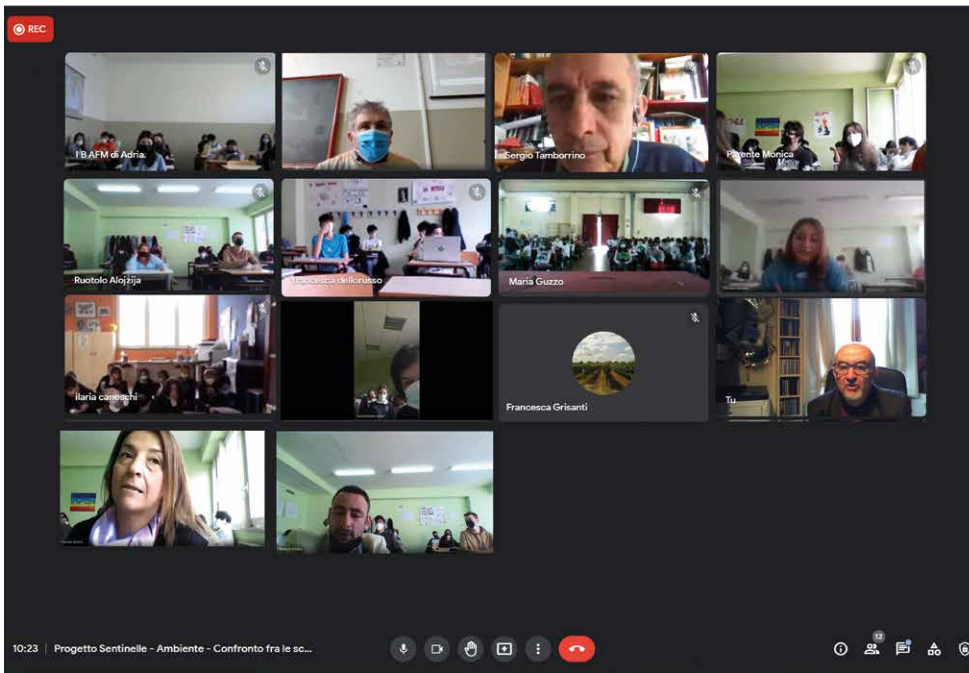 REC
I B AFM di Adria.
Sergio Tamborrino
Parente Monica
Ruotolo Alojzija
francesca dellorusso
Maria Guzzo
ilaria caneschi
Francesca Grisanti
Tu
10:23 | Progetto Sentinelle - Ambiente - Confronto fra le sc...
12